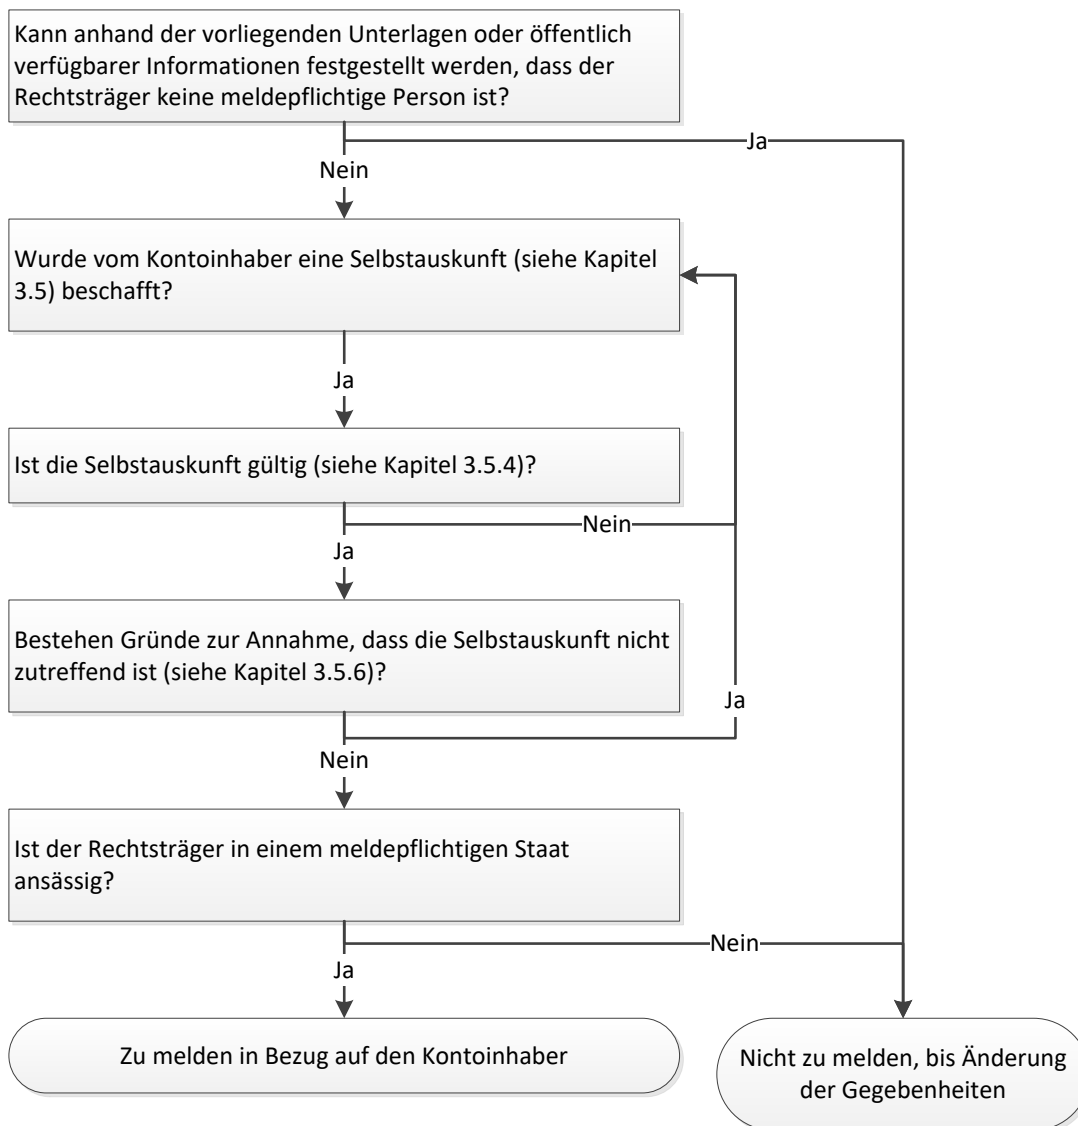 Kann anhand der vorliegenden Unterlagen oder öffentlich
verfügbarer Informationen festgestellt werden, dass der
Rechtsträger keine meldepflichtige Person ist?
Ja
Nein
Wurde vom Kontoinhaber eine Selbstauskunft (siehe Kapitel
3.5) beschafft?
Ja
Ist die Selbstauskunft gültig (siehe Kapitel 3.5.4)?
Nein
Ja
Bestehen Gründe zur Annahme, dass die Selbstauskunft nicht
zutreffend ist (siehe Kapitel 3.5.6)?
Ja
Nein
Ist der Rechtsträger in einem meldepflichtigen Staat
ansässig?
Nein
Ja
Zu melden in Bezug auf den Kontoinhaber
Nicht zu melden, bis Änderung
der Gegebenheiten